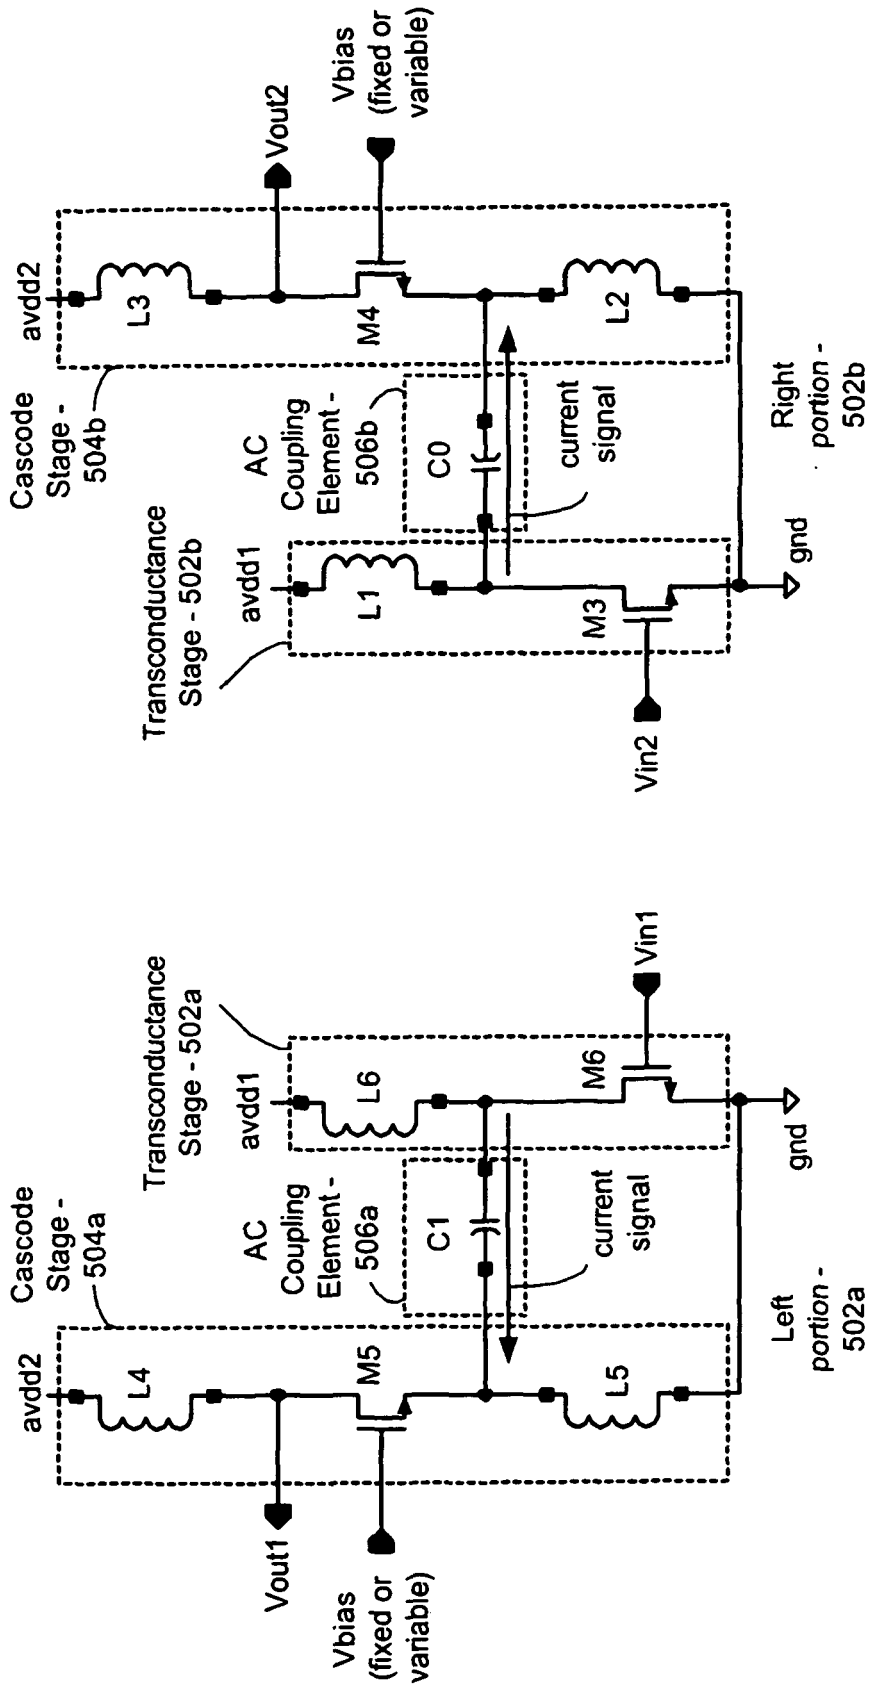 Cascode
Stage -
504a
avdd2
L4
Vout1
M5
Vbias
(fixed or
variable)
L5
AC
Coupling
Element -
506a
C1
current
signal
Transconductance
Stage - 502a
avdd1
L6
M6
Vin1
gnd
Left
portion -
502a
Transconductance
Stage - 502b
avdd1
L1
M3
Vin2
gnd
AC
Coupling
Element -
506b
C0
current
signal
Cascode
Stage -
504b
avdd2
L3
Vout2
M4
Vbias
(fixed or
variable)
L2
Right
portion -
502b